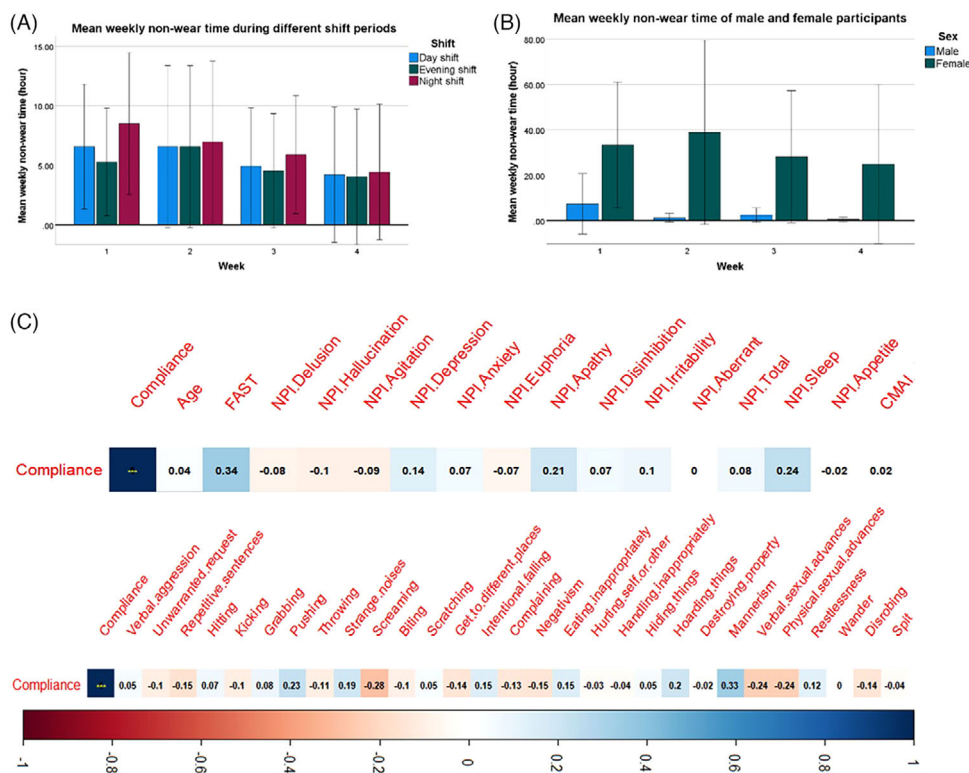 (A)
Mean weekly non-wear time during different shift periods
Shift
Day shift
Evening shift
Night shift
Mean weekly non-wear time (hour)
15.00
10.00
5.00
.00
1 2 3 4
Week
(B)
Mean weekly non-wear time of male and female participants
Sex
Male
Female
Mean weekly non-wear time (hour)
80.00
60.00
40.00
20.00
.00
1 2 3 4
Week
(C)
Compliance
Age
FAST
NPI.Delusion
NPI.Hallucination
NPI.Agitation
NPI.Depression
NPI.Anxiety
NPI.Euphoria
NPI.Apathy
NPI.Disinhibition
NPI.Irritability
NPI.Aberrant
NPI.Total
NPI.Sleep
NPI.Appetite
CMAI
Compliance *** 0.04 0.34 -0.08 -0.1 -0.09 0.14 0.07 -0.07 0.21 0.07 0.1 0 0.08 0.24 -0.02 0.02
Compliance
Verbal.aggression
Unwarranted.request
Repetitive.sentences
Hitting
Kicking
Grabbing
Pushing
Throwing
Strange.noises
Screaming
Biting
Scratching
Get.to.different.places
Intentional.falling
Complaining
Negativism
Eating.inappropriately
Hurting.self.or.other
Handling.inappropriately
Hiding.things
Hoarding.things
Destroying.property
Mannerism
Verbal.sexual.advances
Physical.sexual.advances
Restlessness
Wander
Disrobing
Spit
Compliance *** 0.05 -0.1 -0.15 0.07 -0.1 0.08 0.23 -0.11 0.19 -0.28 -0.1 0.05 -0.14 0.15 -0.13 -0.15 0.15 -0.03 -0.04 0.05 0.2 -0.02 0.33 -0.24 -0.24 0.12 0 -0.14 -0.04
-1 -0.8 -0.6 -0.4 -0.2 0 0.2 0.4 0.6 0.8 1